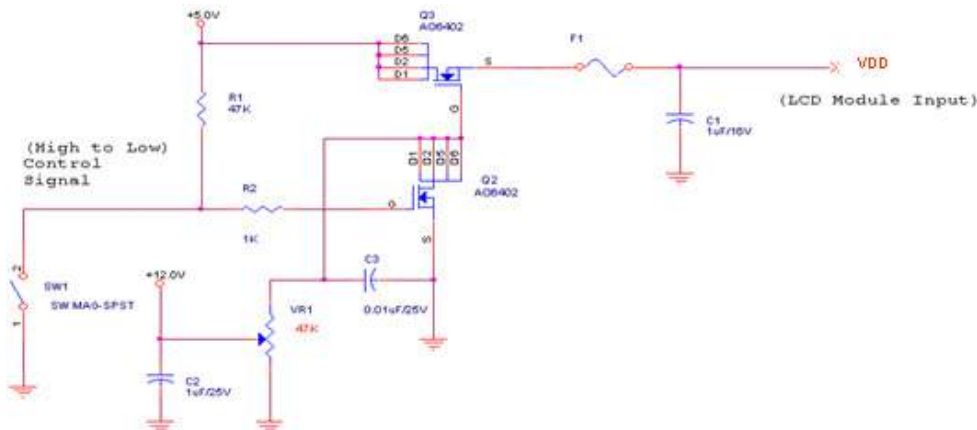 +5.0V
Q3
AO6402
D6
D5
D2
D1
S
G
F1
VDD
(LCD Module Input)
C1
1uF/16V
R1
47K
(High to Low)
Control
Signal
D1
D2
D5
D6
Q2
AO6402
R2
1K
G
S
2
SW1
SW MAG-SPST
1
+12.0V
C3
0.01uF/25V
VR1
47K
C2
1uF/25V